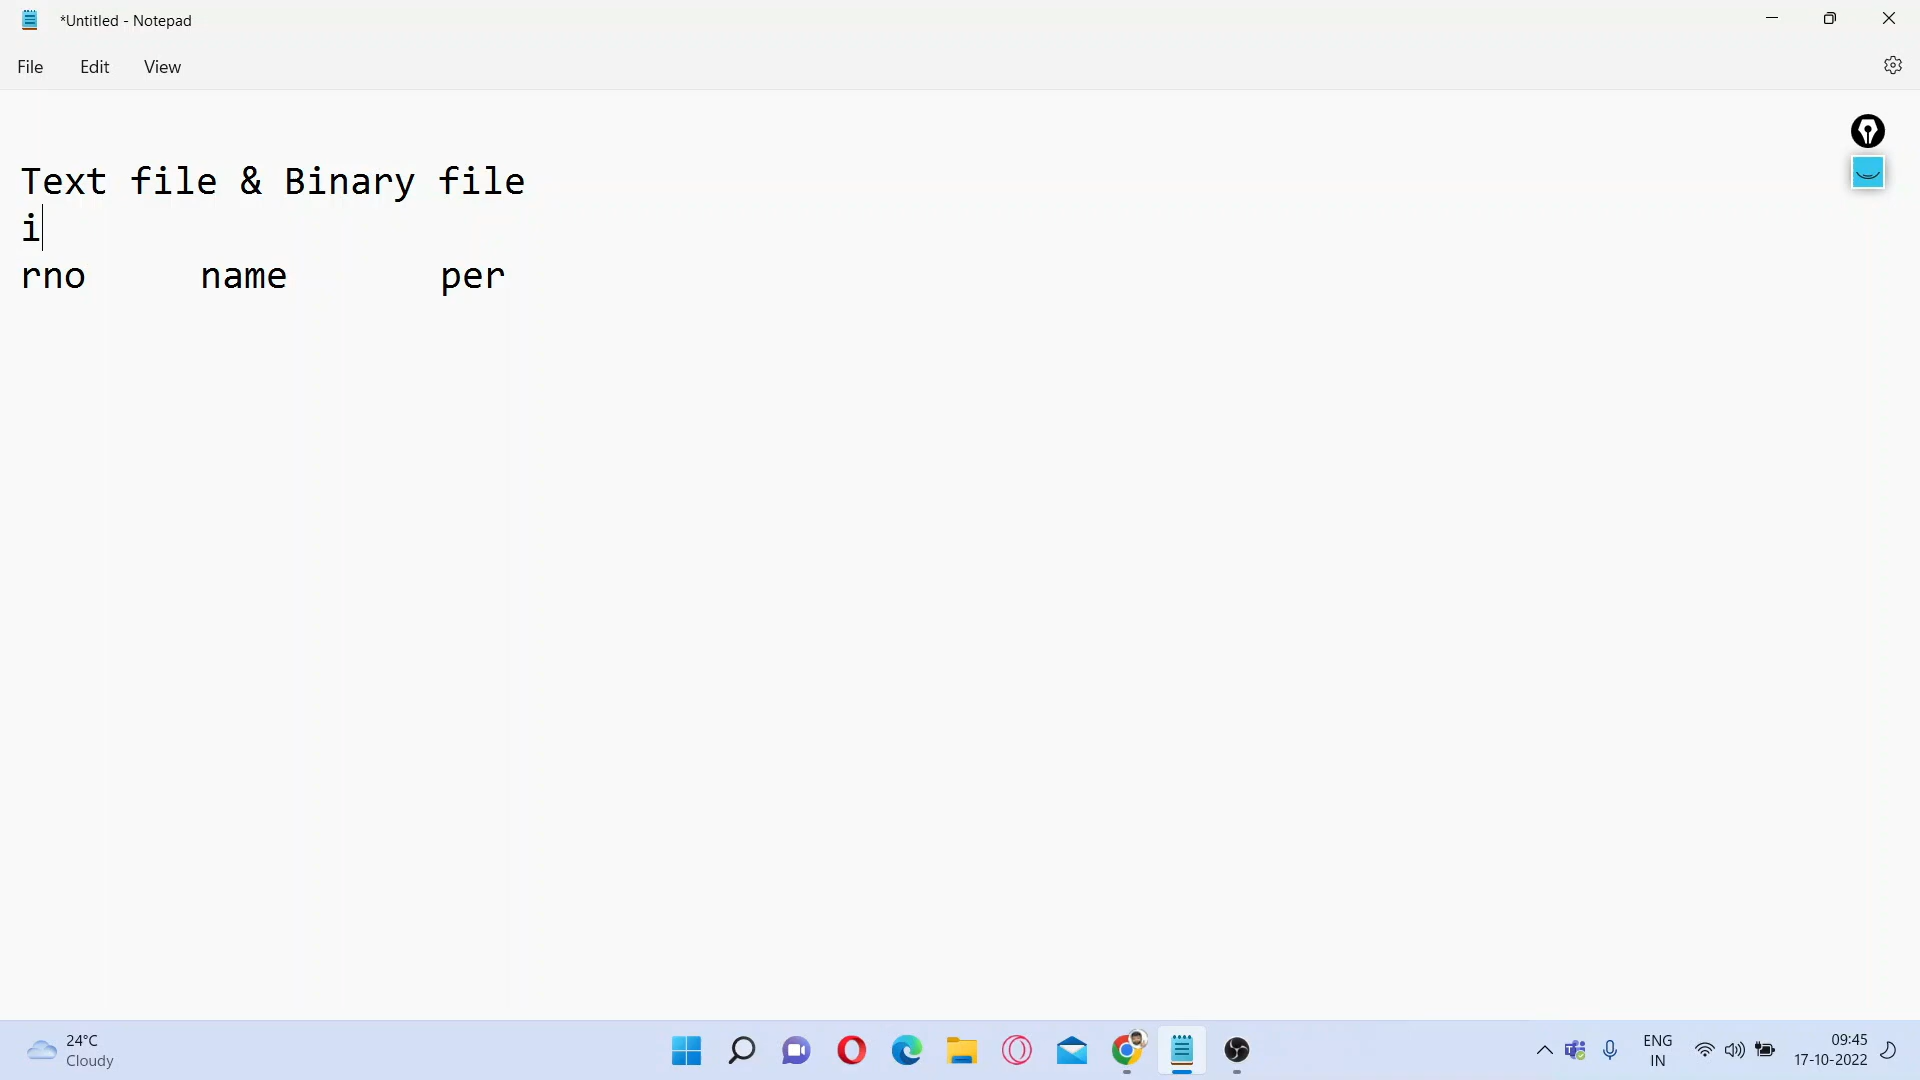 *Untitled - Notepad
File Edit View
Text file & Binary file
i
rno name per
24°C
Cloudy
ENG
IN
09:45
17-10-2022